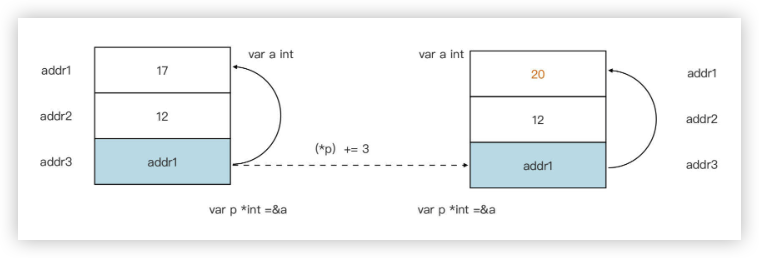 var a int
var a int
addr1
17
20
addr1
addr2
12
12
addr2
(*p) += 3
addr3
addr1
addr1
addr3
var p *int =&a
var p *int =&a